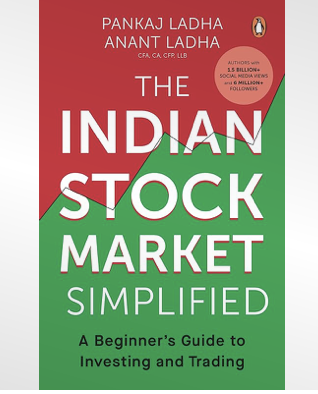 PANKAJ LADHA
ANANT LADHA
CFA, CA, CFP, LLB
AUTHORS with
1.5 BILLION+
SOCIAL MEDIA VIEWS
and 6 MILLION+
FOLLOWERS
THE
INDIAN
STOCK
MARKET
SIMPLIFIED
A Beginner's Guide to
Investing and Trading